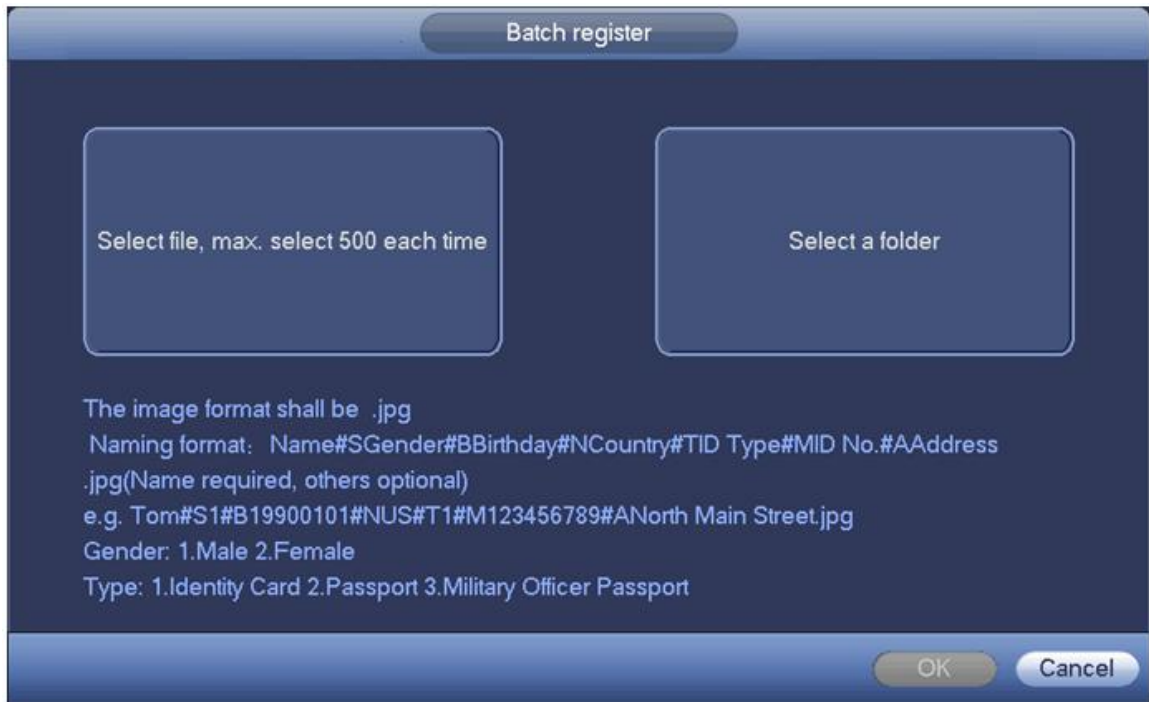 Batch register
Select file, max. select 500 each time
Select a folder
The image format shall be .jpg
Naming format: Name#SGender#BBirthday#NCountry#TID Type#MID No.#AAddress
.jpg(Name required, others optional)
e.g. Tom#S1#B19900101#NUS#T1#M123456789#ANorth Main Street.jpg
Gender: 1.Male 2.Female
Type: 1.Identity Card 2.Passport 3.Military Officer Passport
OK
Cancel